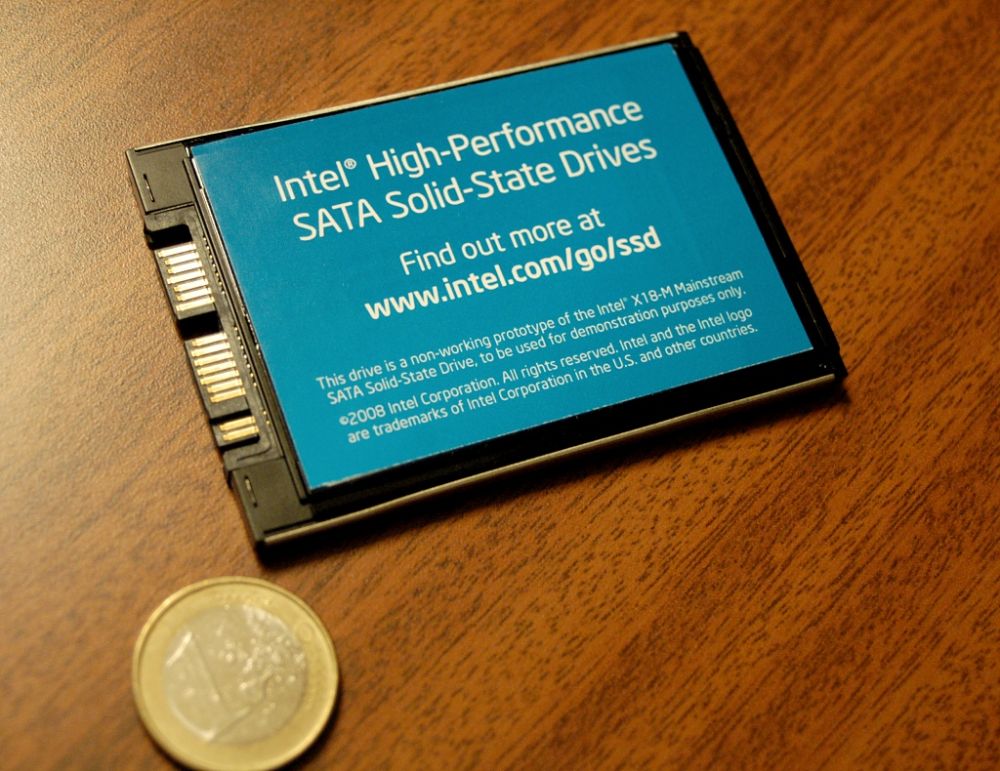 Intel® High-Performance
SATA Solid-State Drives
Find out more at
www.intel.com/go/ssd
This drive is a non-working prototype of the Intel® X18-M Mainstream
SATA Solid-State Drive, to be used for demonstration purposes only.
©2008 Intel Corporation. All rights reserved. Intel and the Intel logo
are trademarks of Intel Corporation in the U.S. and other countries.